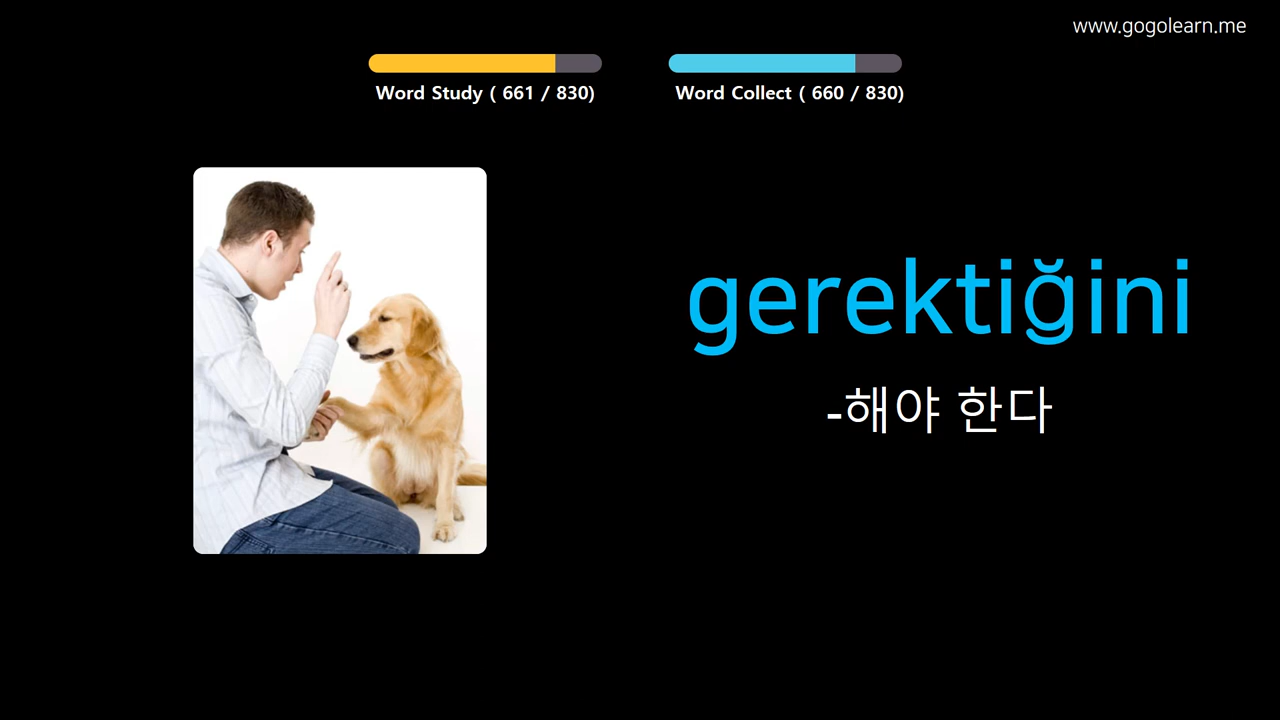 www.gogolearn.me
Word Study ( 661 / 830)
Word Collect ( 660 / 830)
gerektiğini
-해야 한다